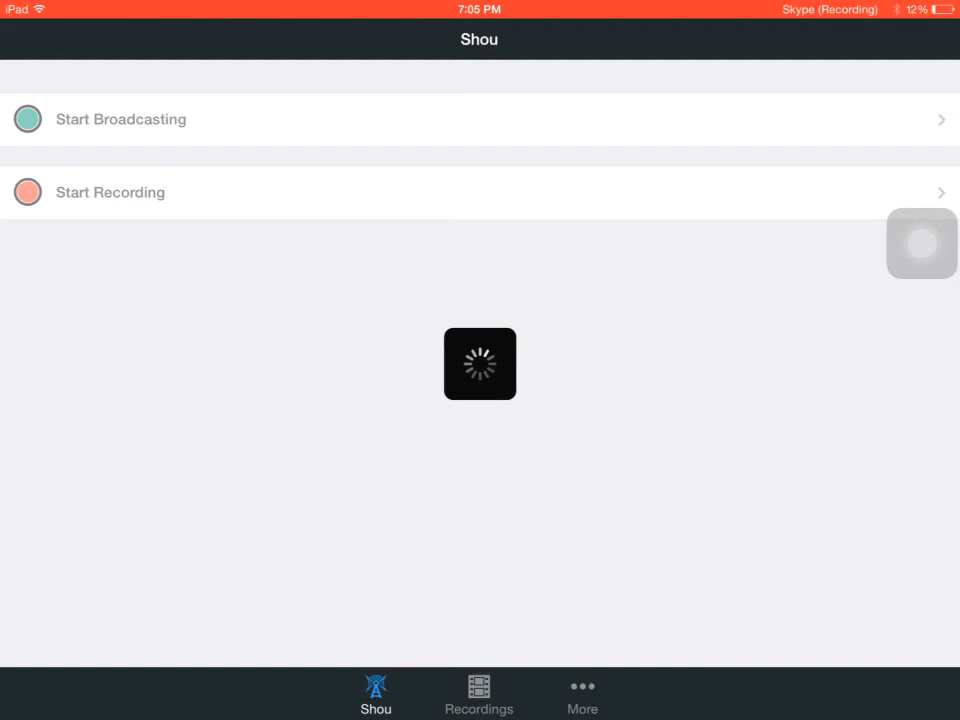 iPad 7:05 PM Skype (Recording) 12%
Shou
Start Broadcasting
Start Recording
Shou Recordings More